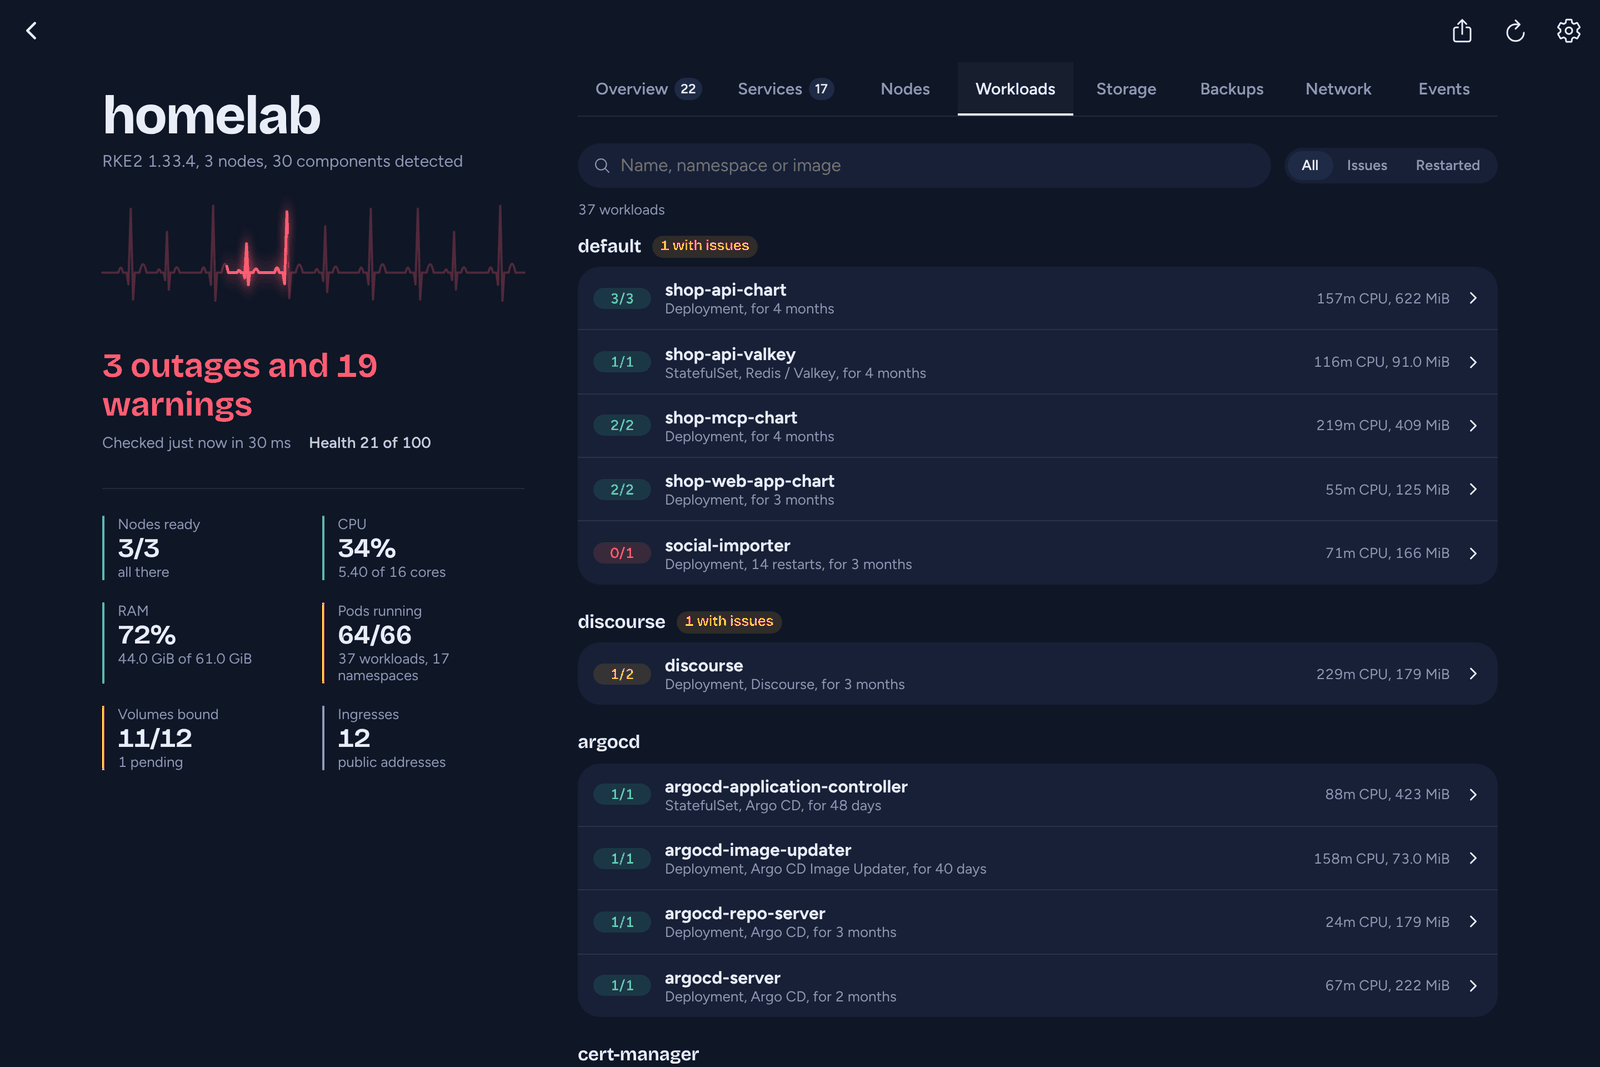 homelab
RKE2 1.33.4, 3 nodes, 30 components detected
3 outages and 19
warnings
Checked just now in 30 ms Health 21 of 100
Nodes ready
3/3
all there
CPU
34%
5.40 of 16 cores
RAM
72%
44.0 GiB of 61.0 GiB
Pods running
64/66
37 workloads, 17
namespaces
Volumes bound
11/12
1 pending
Ingresses
12
public addresses
Overview 22 Services 17 Nodes Workloads Storage Backups Network Events
Name, namespace or image
All Issues Restarted
37 workloads
default 1 with issues
3/3
shop-api-chart
Deployment, for 4 months
157m CPU, 622 MiB
1/1
shop-api-valkey
StatefulSet, Redis / Valkey, for 4 months
116m CPU, 91.0 MiB
2/2
shop-mcp-chart
Deployment, for 4 months
219m CPU, 409 MiB
2/2
shop-web-app-chart
Deployment, for 3 months
55m CPU, 125 MiB
0/1
social-importer
Deployment, 14 restarts, for 3 months
71m CPU, 166 MiB
discourse 1 with issues
1/2
discourse
Deployment, Discourse, for 3 months
229m CPU, 179 MiB
argocd
1/1
argocd-application-controller
StatefulSet, Argo CD, for 48 days
88m CPU, 423 MiB
1/1
argocd-image-updater
Deployment, Argo CD Image Updater, for 40 days
158m CPU, 73.0 MiB
1/1
argocd-repo-server
Deployment, Argo CD, for 3 months
24m CPU, 179 MiB
1/1
argocd-server
Deployment, Argo CD, for 2 months
67m CPU, 222 MiB
cert-manager